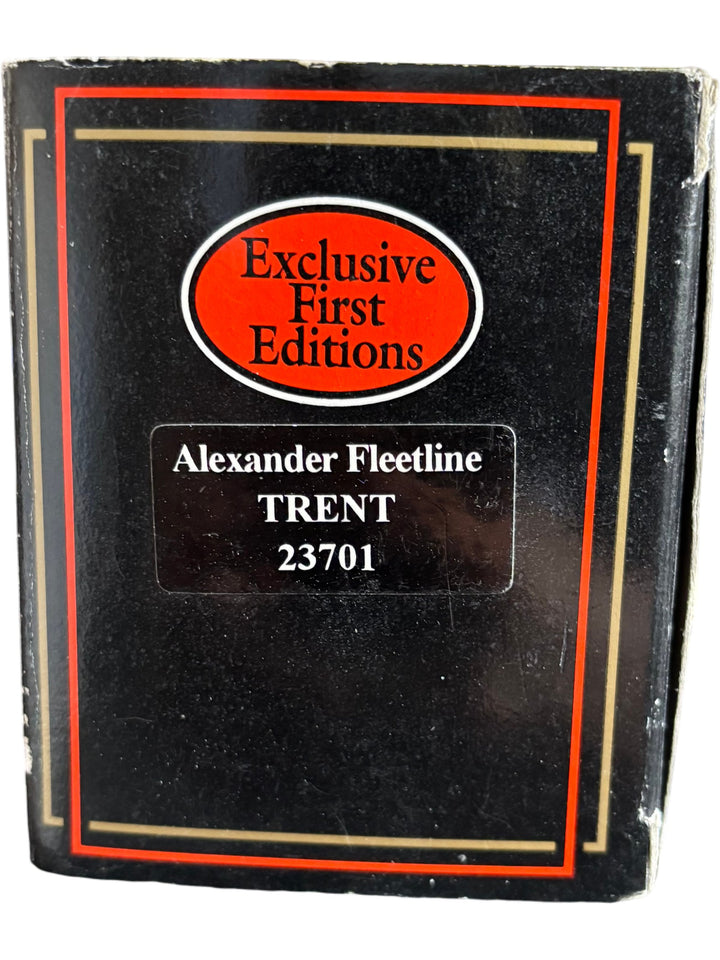 Exclusive
First
Editions
Alexander Fleetline
TRENT
23701